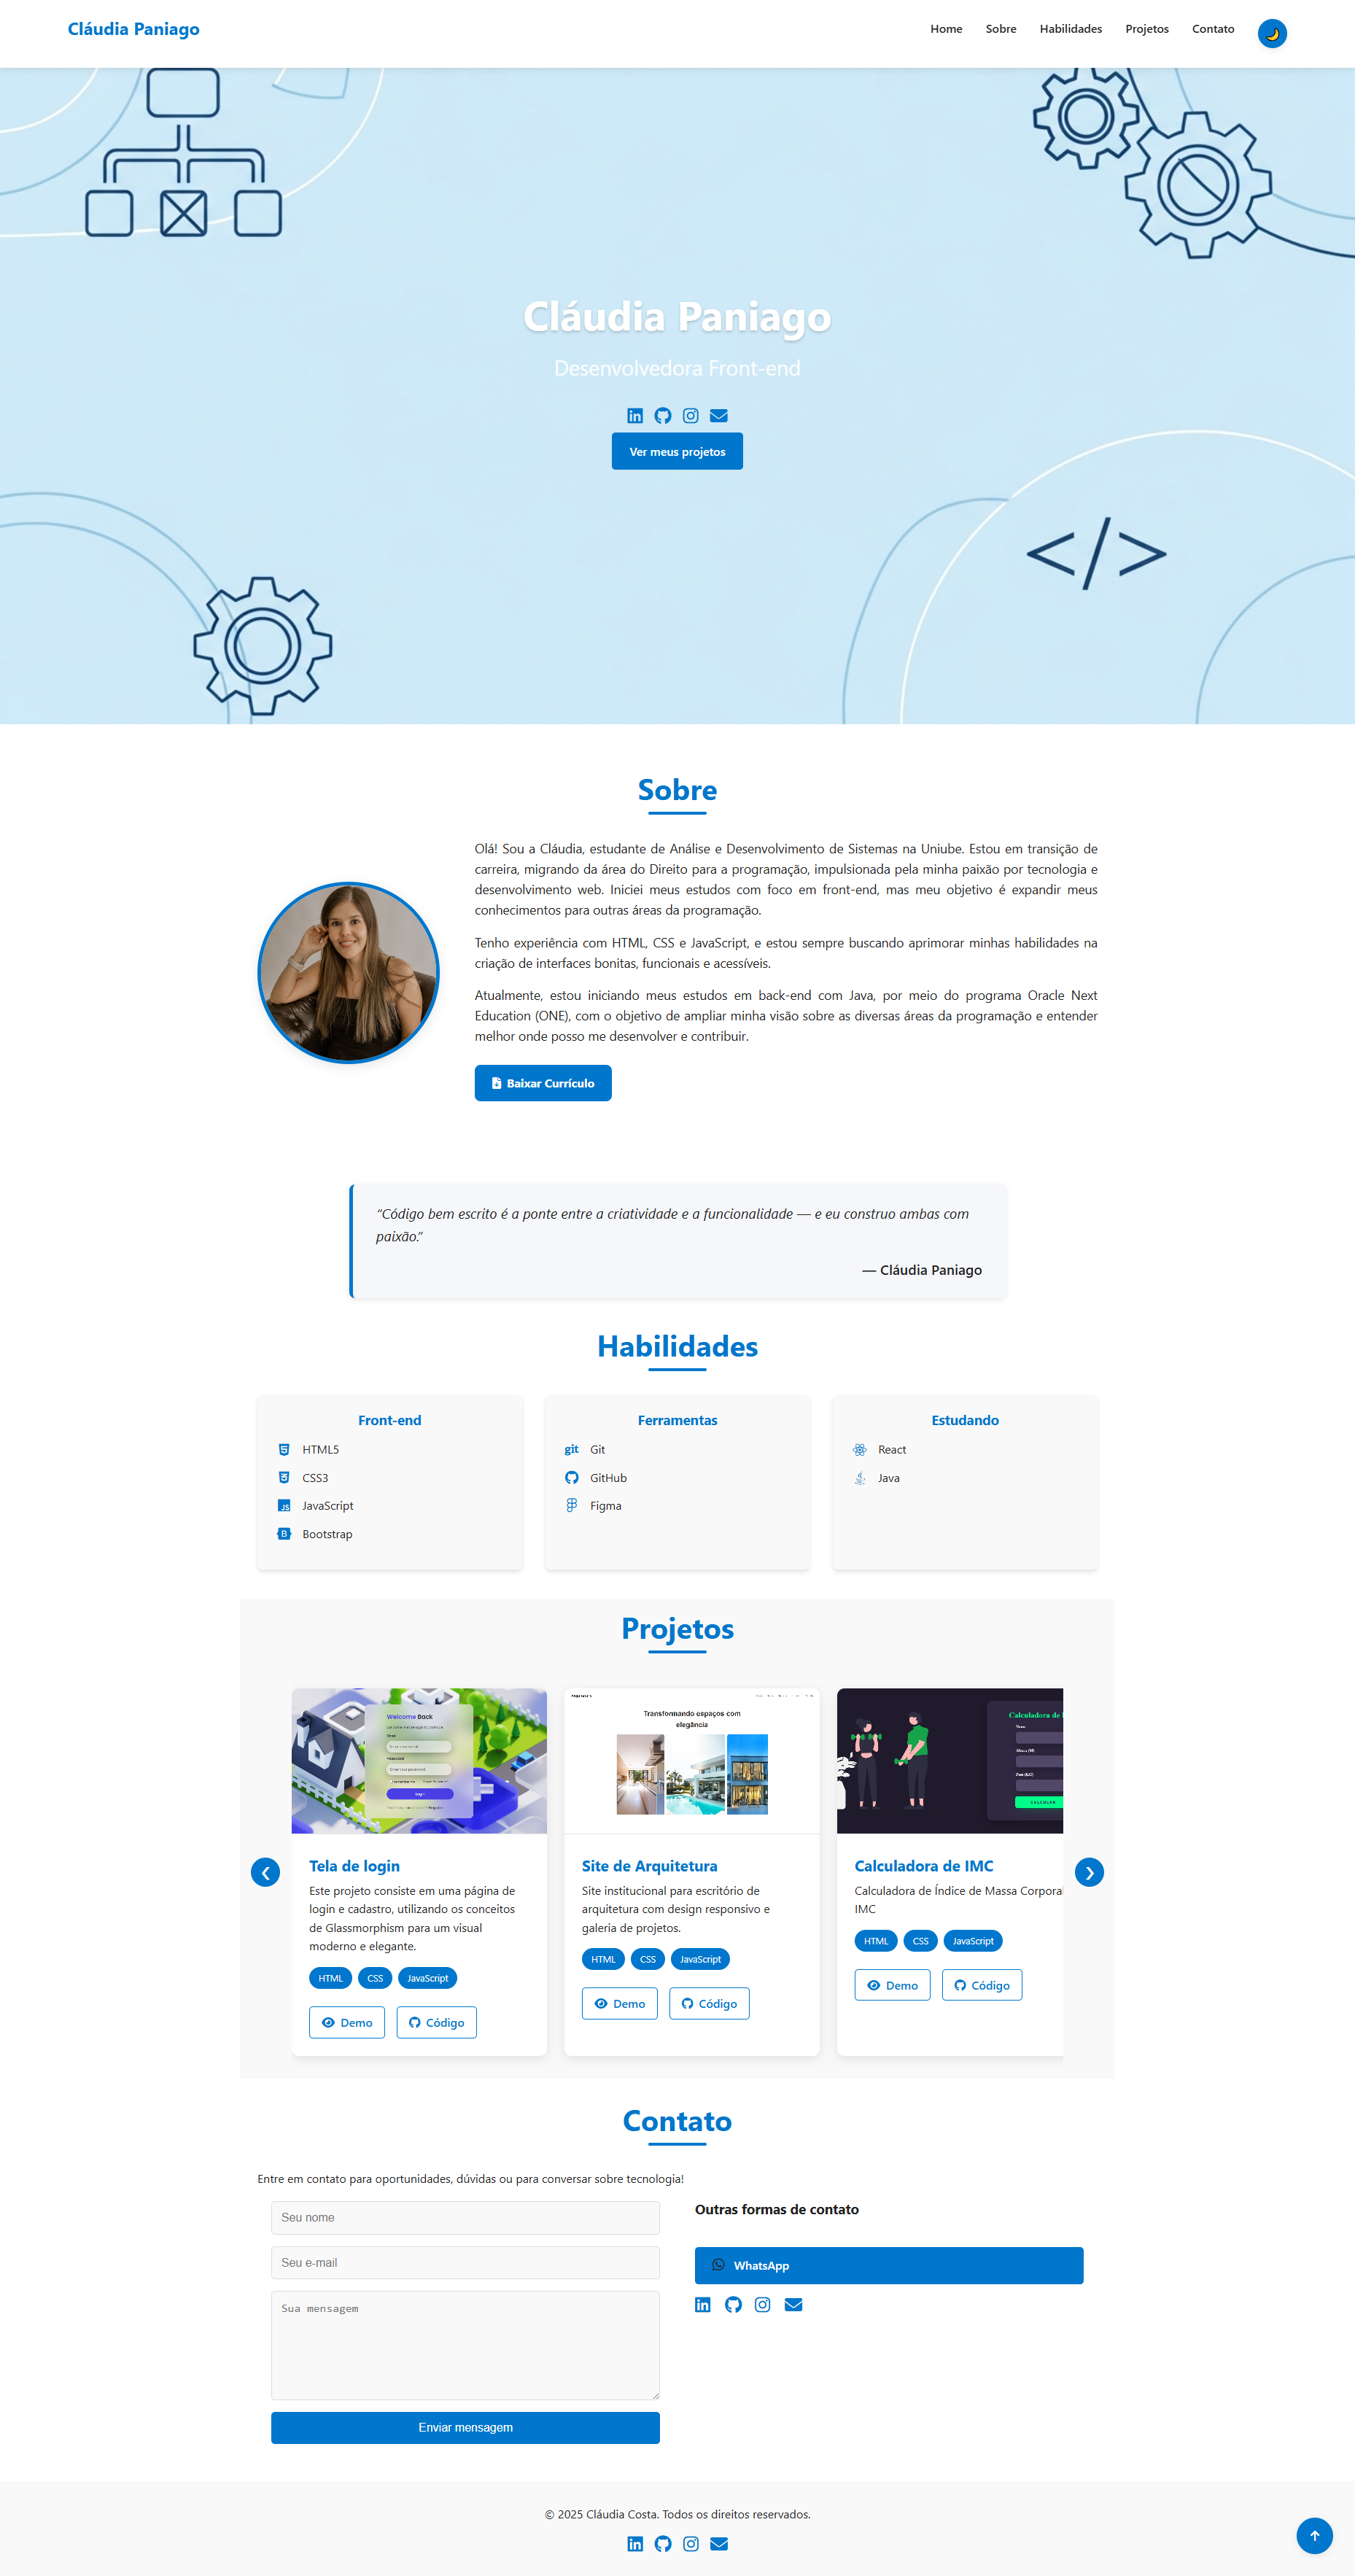 Cláudia Paniago
Home Sobre Habilidades Projetos Contato
</>
Cláudia Paniago
Desenvolvedora Front-end
Ver meus projetos
Sobre
Olá! Sou a Cláudia, estudante de Análise e Desenvolvimento de Sistemas na Uniube. Estou em transição de
carreira, migrando da área do Direito para a programação, impulsionada pela minha paixão por tecnologia e
desenvolvimento web. Iniciei meus estudos com foco em front-end, mas meu objetivo é expandir meus
conhecimentos para outras áreas da programação.
Tenho experiência com HTML, CSS e JavaScript, e estou sempre buscando aprimorar minhas habilidades na
criação de interfaces bonitas, funcionais e acessíveis.
Atualmente, estou iniciando meus estudos em back-end com Java, por meio do programa Oracle Next
Education (ONE), com o objetivo de ampliar minha visão sobre as diversas áreas da programação e entender
melhor onde posso me desenvolver e contribuir.
Baixar Currículo
"Código bem escrito é a ponte entre a criatividade e a funcionalidade — e eu construo ambas com
paixão."
— Cláudia Paniago
Habilidades
Front-end
HTML5
CSS3
JavaScript
Bootstrap
Ferramentas
git Git
GitHub
Figma
Estudando
React
Java
Projetos
Welcome Back
Login
Tela de login
Este projeto consiste em uma página de
login e cadastro, utilizando os conceitos
de Glassmorphism para um visual
moderno e elegante.
HTML CSS JavaScript
Demo Código
Transformando espaços com
elegância
Site de Arquitetura
Site institucional para escritório de
arquitetura com design responsivo e
galeria de projetos.
HTML CSS JavaScript
Demo Código
Calculadora de
CALCULAR
Calculadora de IMC
Calculadora de Índice de Massa Corporal
IMC
HTML CSS JavaScript
Demo Código
Contato
Entre em contato para oportunidades, dúvidas ou para conversar sobre tecnologia!
Seu nome
Seu e-mail
Sua mensagem
Enviar mensagem
Outras formas de contato
WhatsApp
© 2025 Cláudia Costa. Todos os direitos reservados.